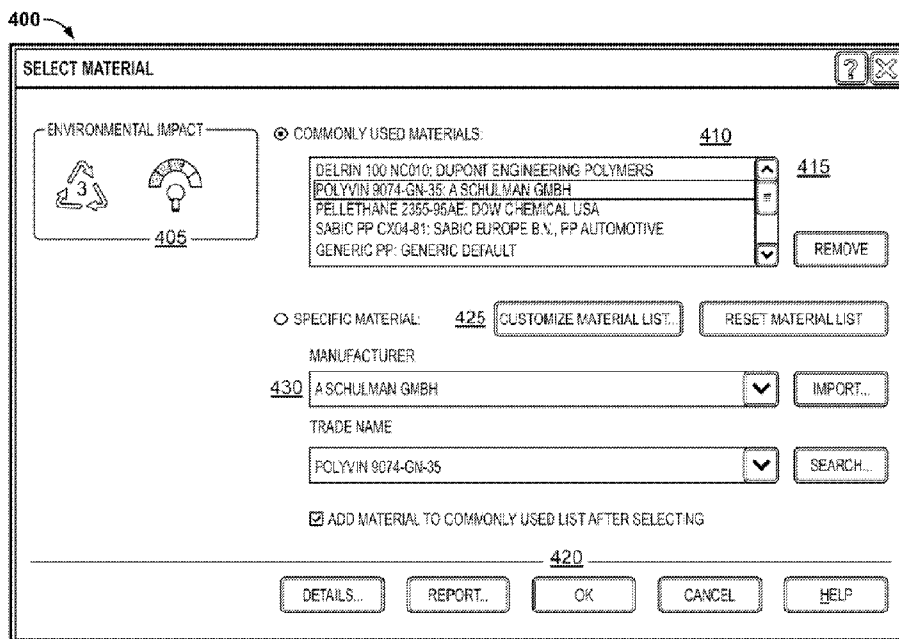 400
SELECT MATERIAL
?
ENVIRONMENTAL IMPACT
3
405
COMMONLY USED MATERIALS:
410
DELRIN 100 NC010: DUPONT ENGINEERING POLYMERS
POLYVIN 9074-GN-35: A SCHULMAN GMBH
PELLETHANE 2355-95AE: DOW CHEMICAL USA
SABIC PP CX04-81: SABIC EUROPE B.V., PP AUTOMOTIVE
GENERIC PP: GENERIC DEFAULT
415
REMOVE
SPECIFIC MATERIAL:
425
CUSTOMIZE MATERIAL LIST...
RESET MATERIAL LIST
MANUFACTURER
430
A SCHULMAN GMBH
IMPORT...
TRADE NAME
POLYVIN 9074-GN-35
SEARCH...
ADD MATERIAL TO COMMONLY USED LIST AFTER SELECTING
420
DETAILS...
REPORT...
OK
CANCEL
HELP